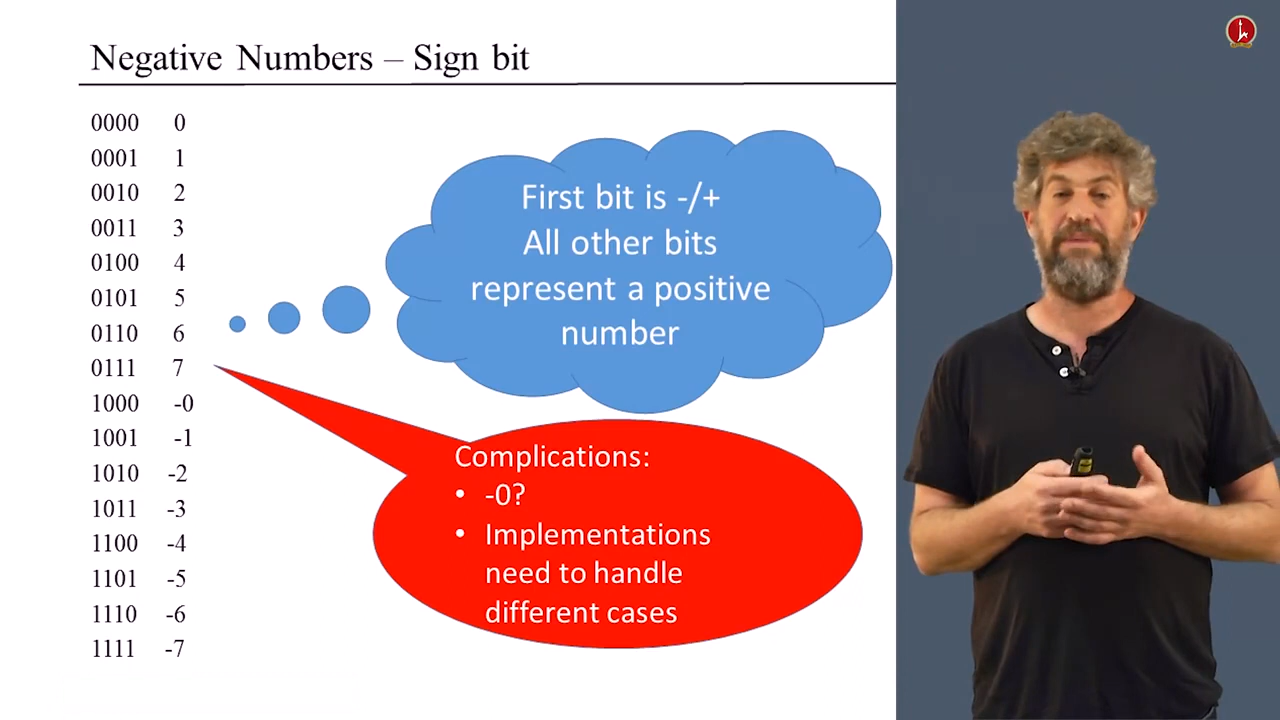 Negative Numbers – Sign bit
0000 0
0001 1
0010 2
0011 3
0100 4
0101 5
0110 6
0111 7
1000 -0
1001 -1
1010 -2
1011 -3
1100 -4
1101 -5
1110 -6
1111 -7
First bit is -/+
All other bits
represent a positive
number
Complications:
• -0?
• Implementations
need to handle
different cases